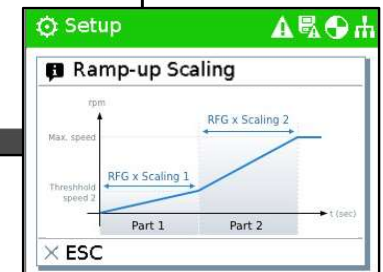 Setup
Ramp-up Scaling
rpm
RFG x Scaling 2
Max. speed
RFG x Scaling 1
Threshhold
speed 2
t (sec)
Part 1
Part 2
ESC